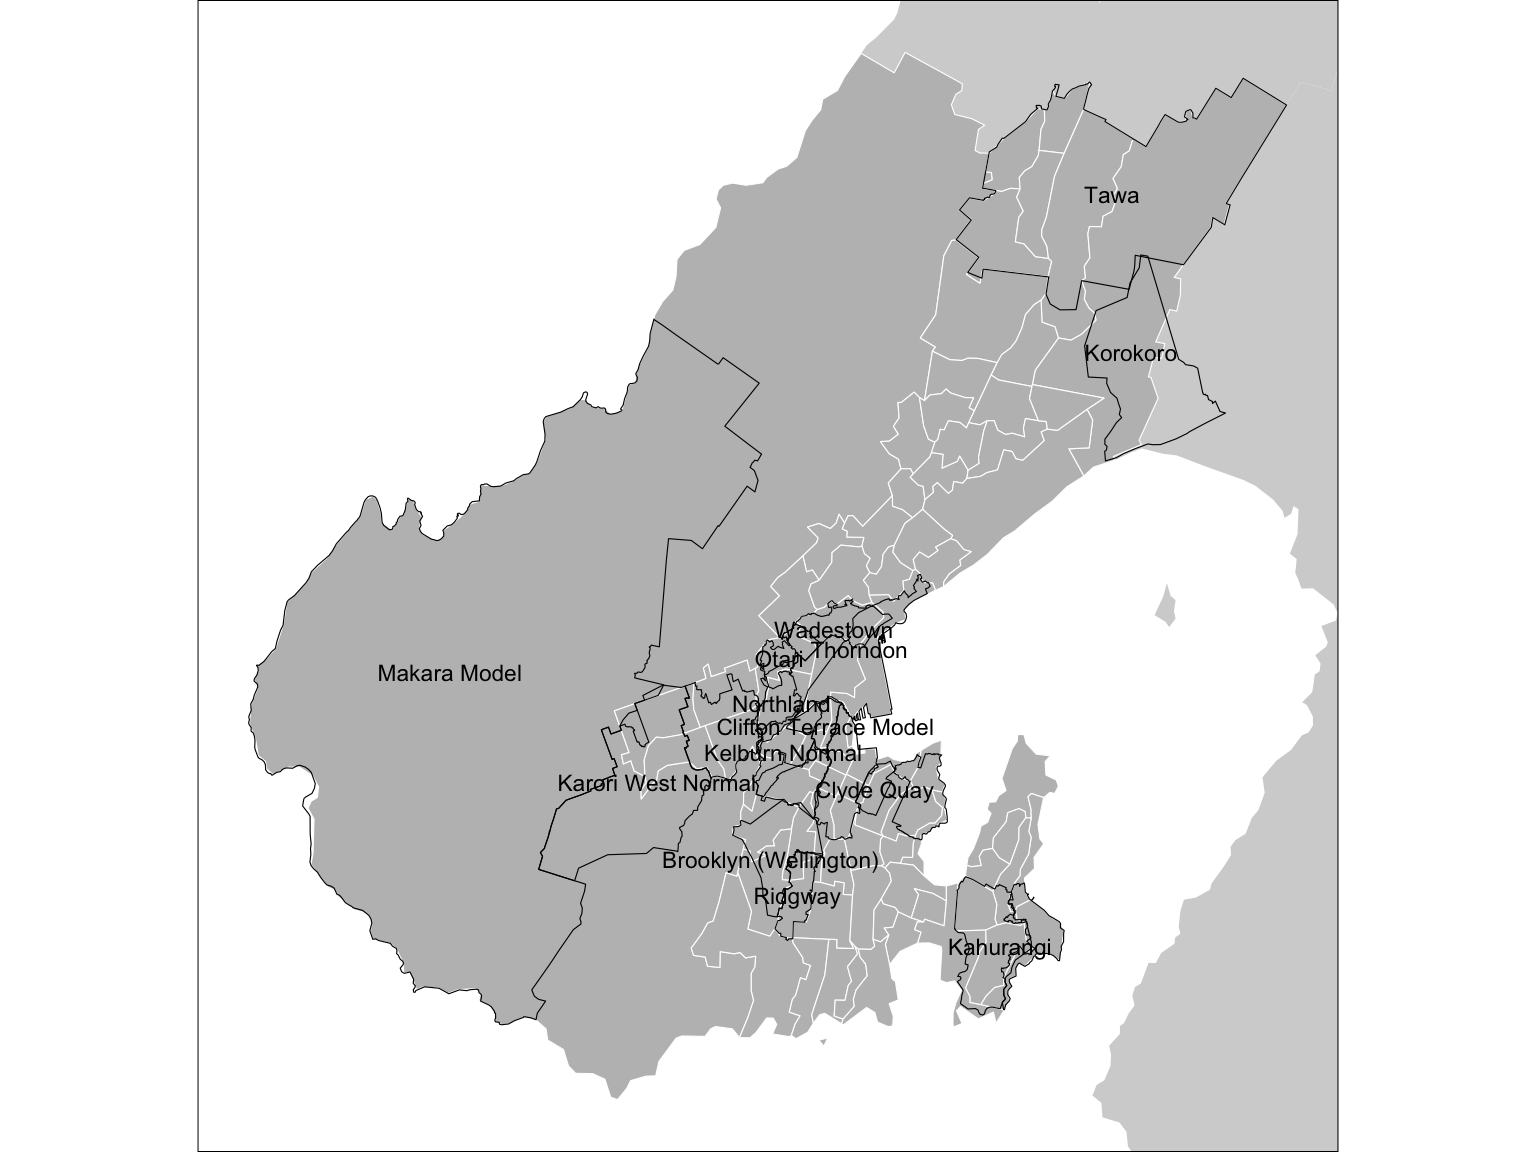 Tawa
Korokoro
Wadestown
Thorndon
Otari
Makara Model
Northland
Clifton Terrace Model
Kelburn Normal
Karori West Normal
Clyde Quay
Brooklyn (Wellington)
Ridgway
Kahurangi